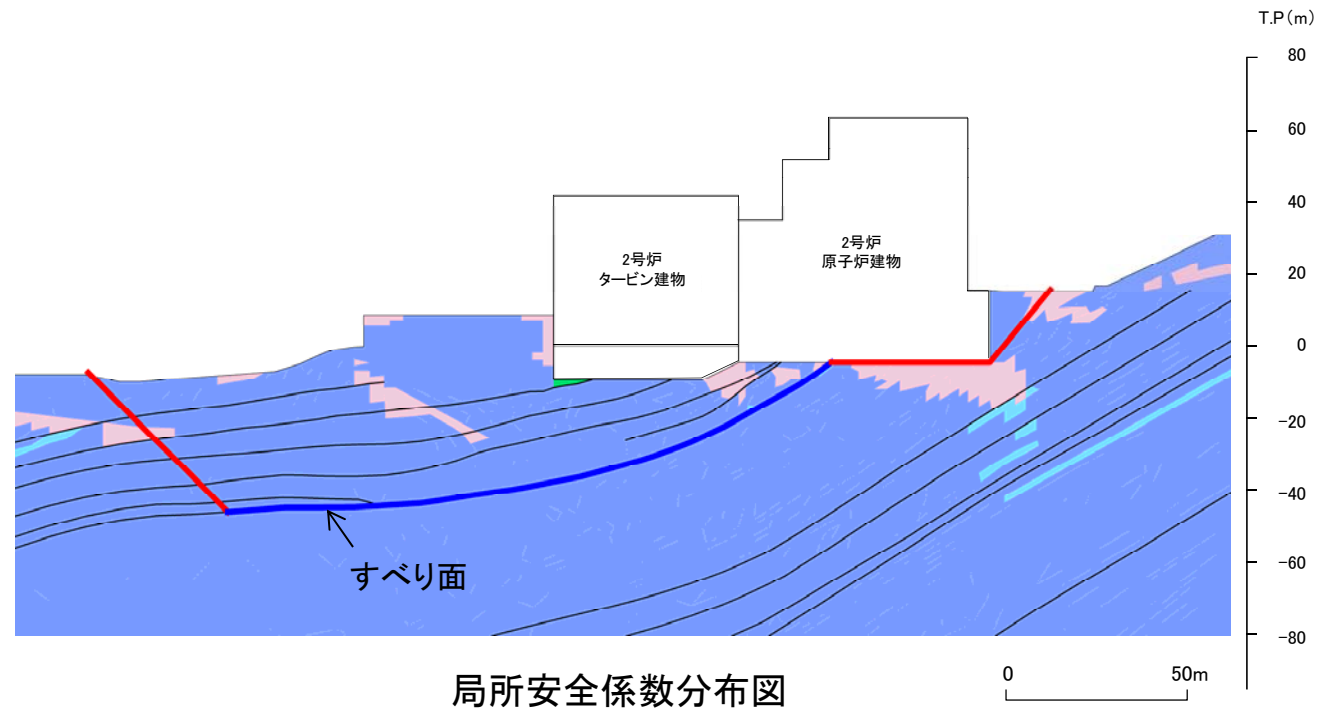 T.P(m)
80
60
40
2号炉
タービン建物
2号炉
原子炉建物
20
0
-20
-40
-60
すべり面
-80
局所安全係数分布図
0
50m